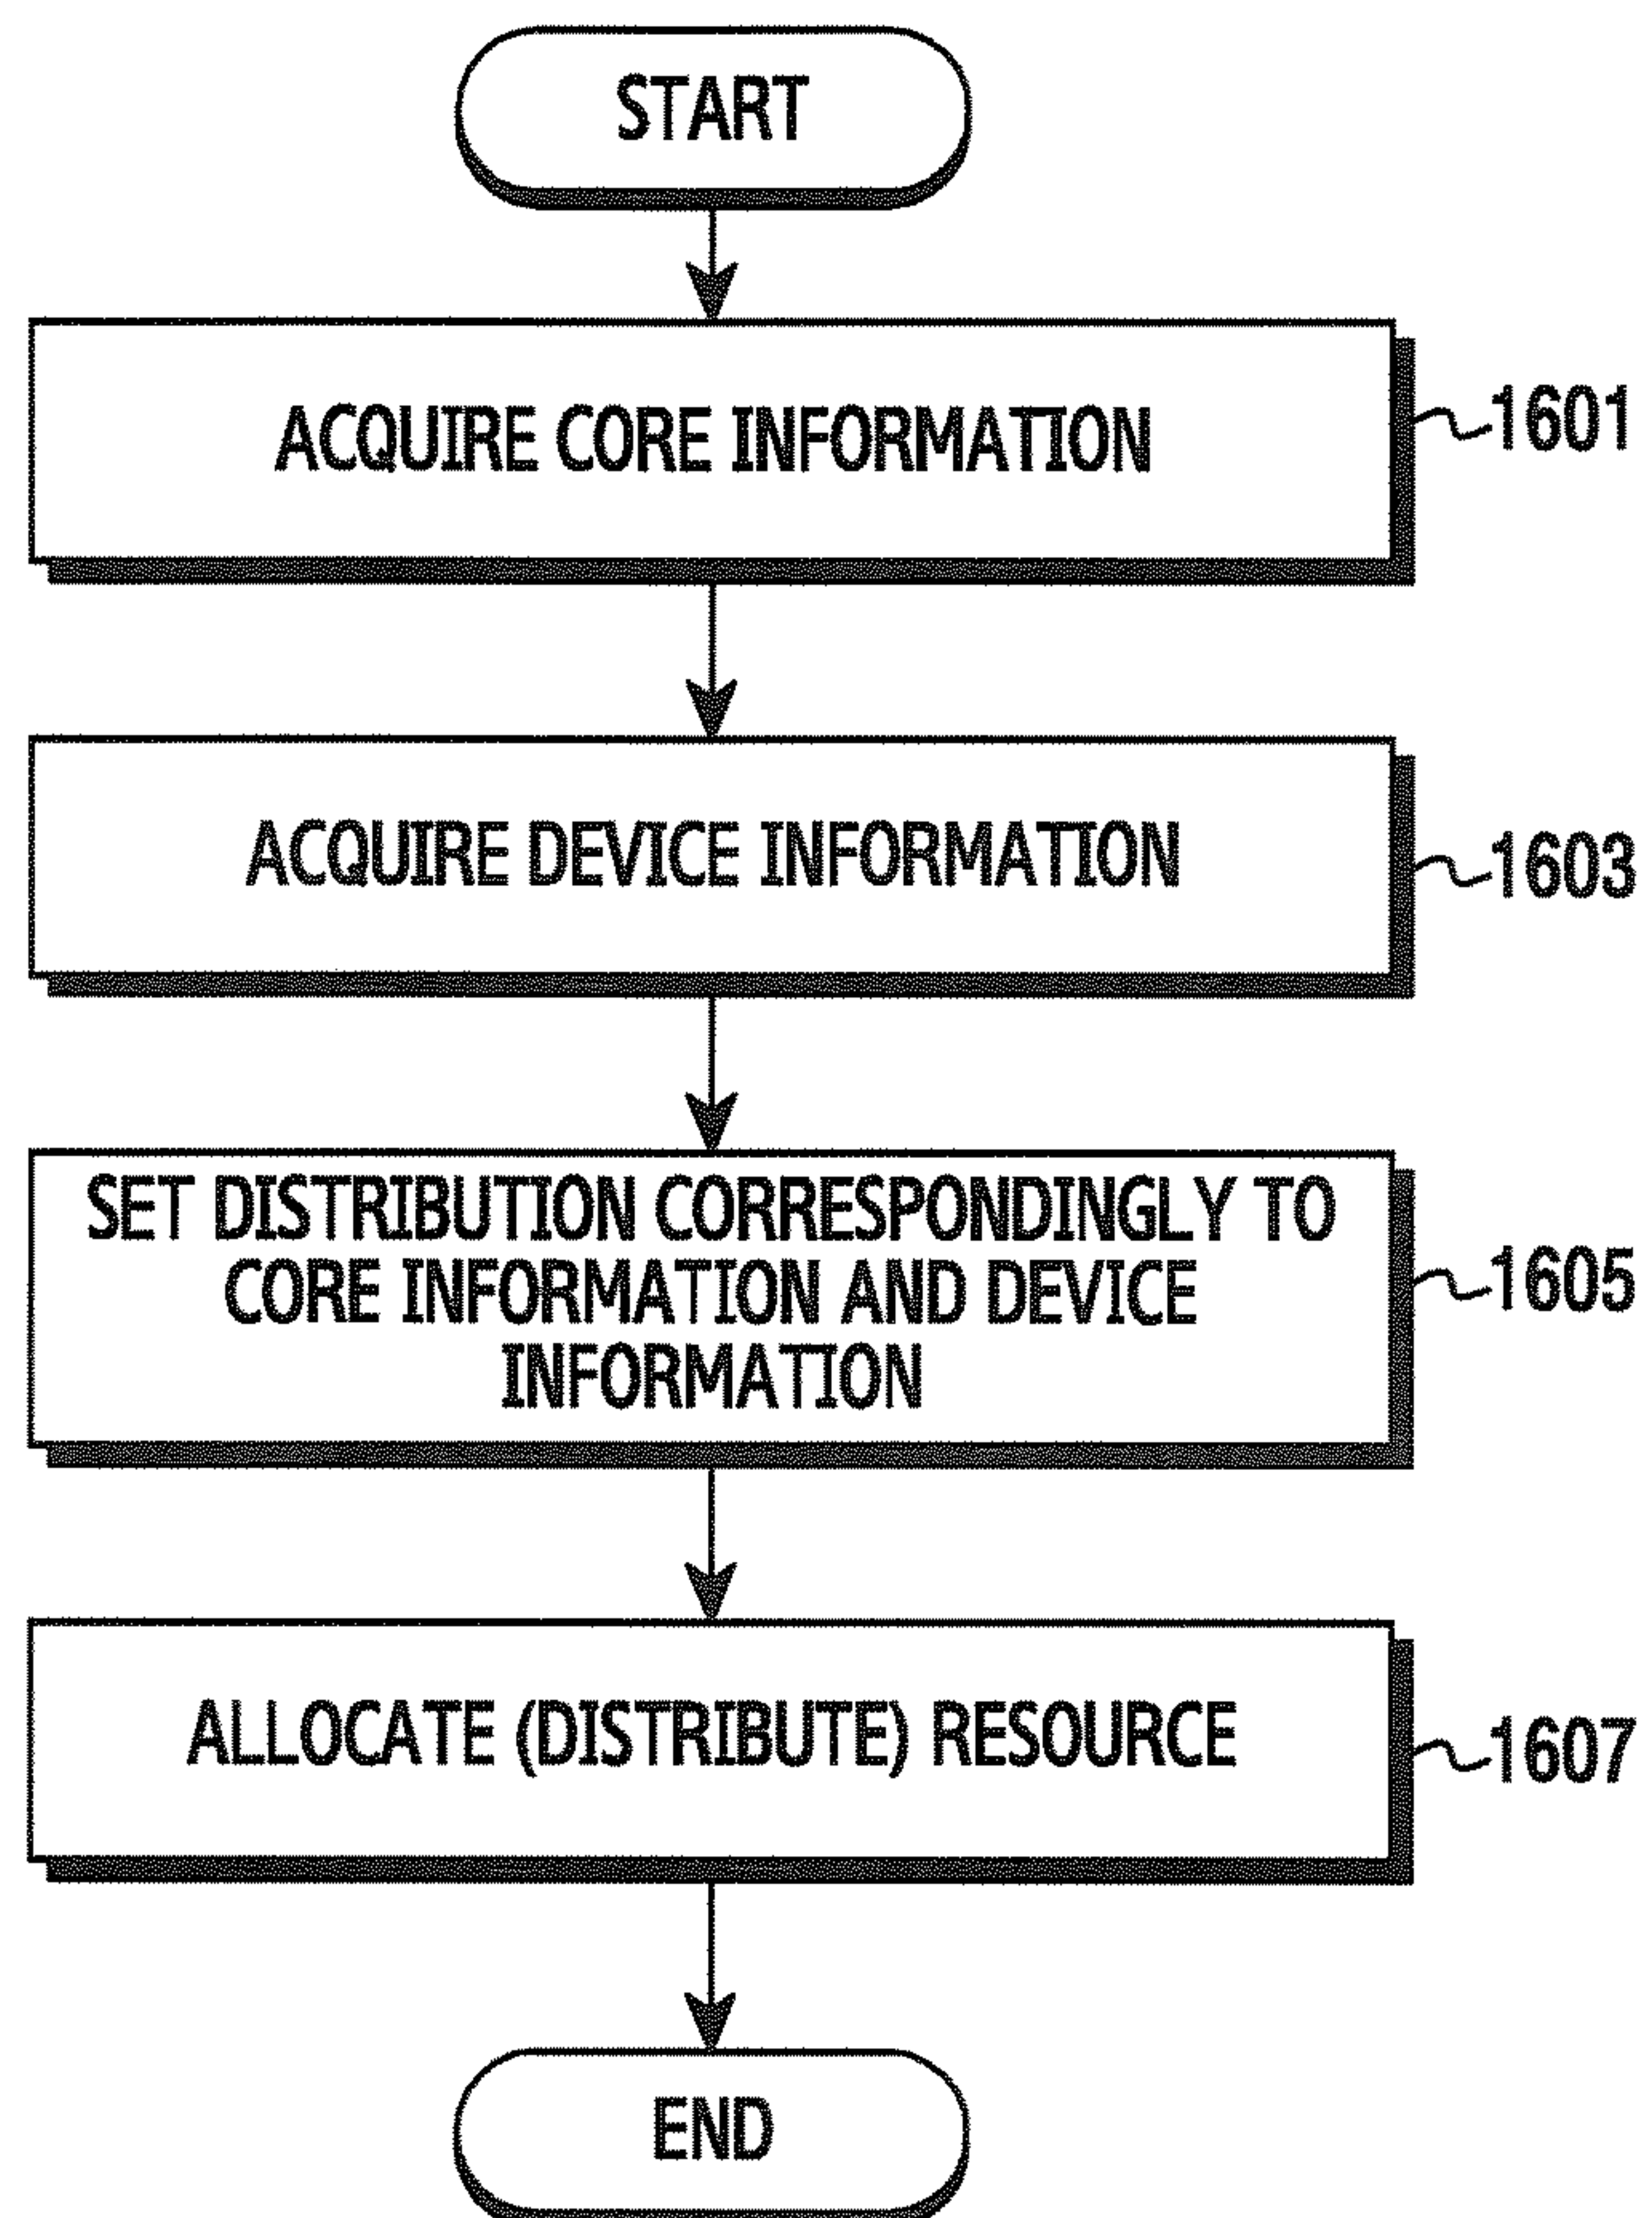 START
ACQUIRE CORE INFORMATION
1601
ACQUIRE DEVICE INFORMATION
1603
SET DISTRIBUTION CORRESPONDINGLY TO
CORE INFORMATION AND DEVICE
INFORMATION
1605
ALLOCATE (DISTRIBUTE) RESOURCE
1607
END